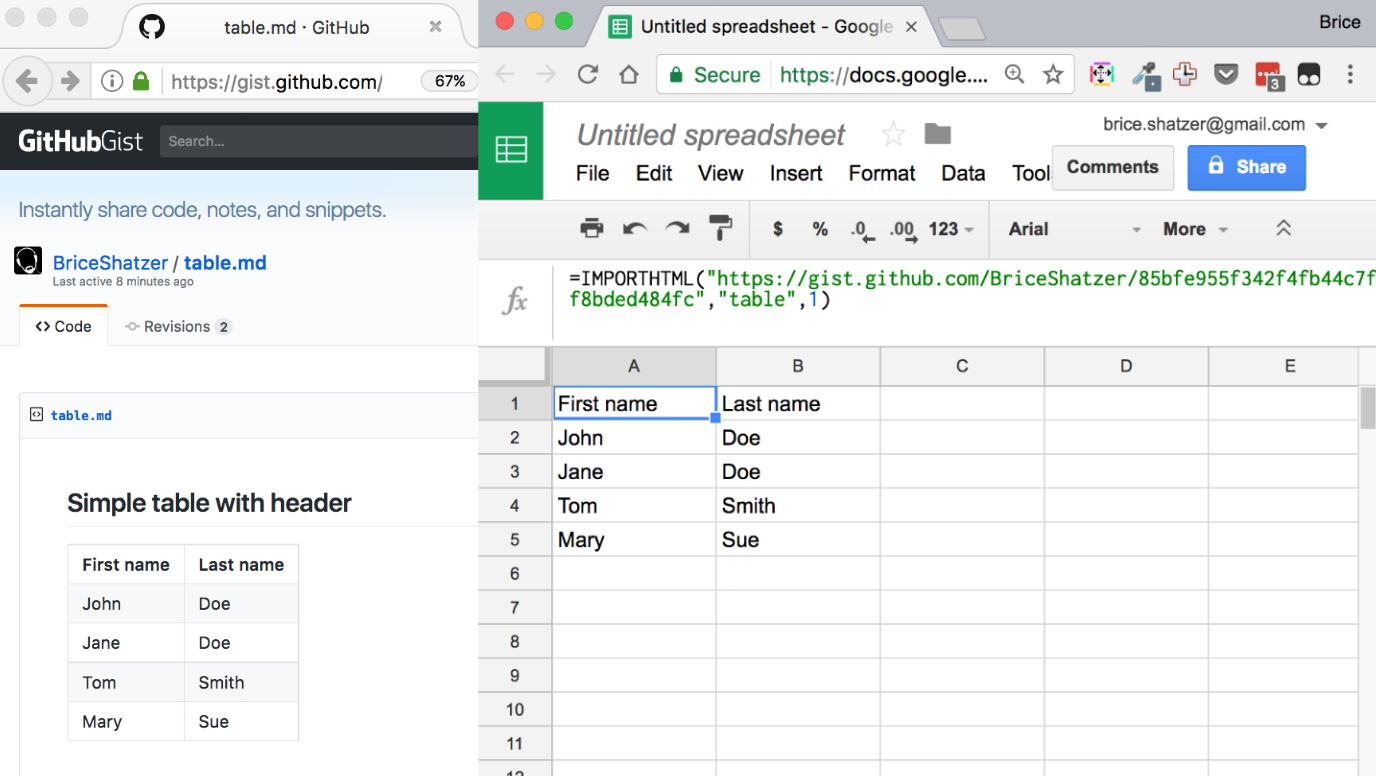 table.md · GitHub
https://gist.github.com/
67%
GitHubGist
Search...
Instantly share code, notes, and snippets.
BriceShatzer / table.md
Last active 8 minutes ago
<> Code
Revisions 2
table.md
Simple table with header
First name Last name
John Doe
Jane Doe
Tom Smith
Mary Sue
Untitled spreadsheet - Google
Brice
Secure https://docs.google....
3
Untitled spreadsheet
brice.shatzer@gmail.com
File Edit View Insert Format Data Tool
Comments
Share
$ % .0 .00 123 Arial More
fx
=IMPORTHTML("https://gist.github.com/BriceShatzer/85bfe955f342f4fb44c7f
f8bded484fc","table",1)
A B C D E
1 First name Last name
2 John Doe
3 Jane Doe
4 Tom Smith
5 Mary Sue
6
7
8
9
10
11